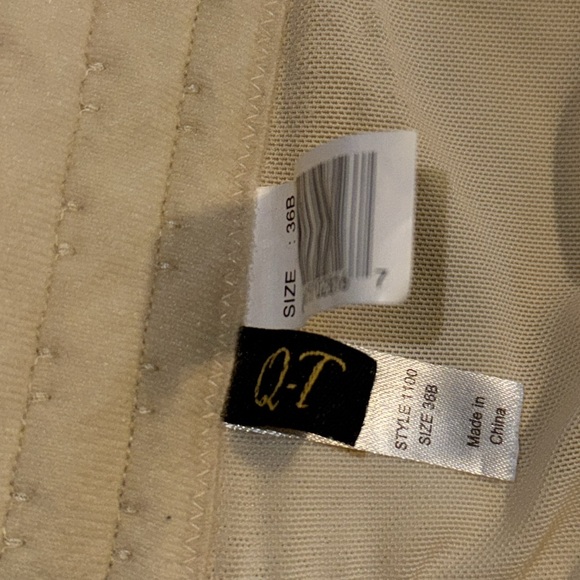 SIZE : 36B
7
Q-T
STYLE 1100
SIZE 36B
Made in
China